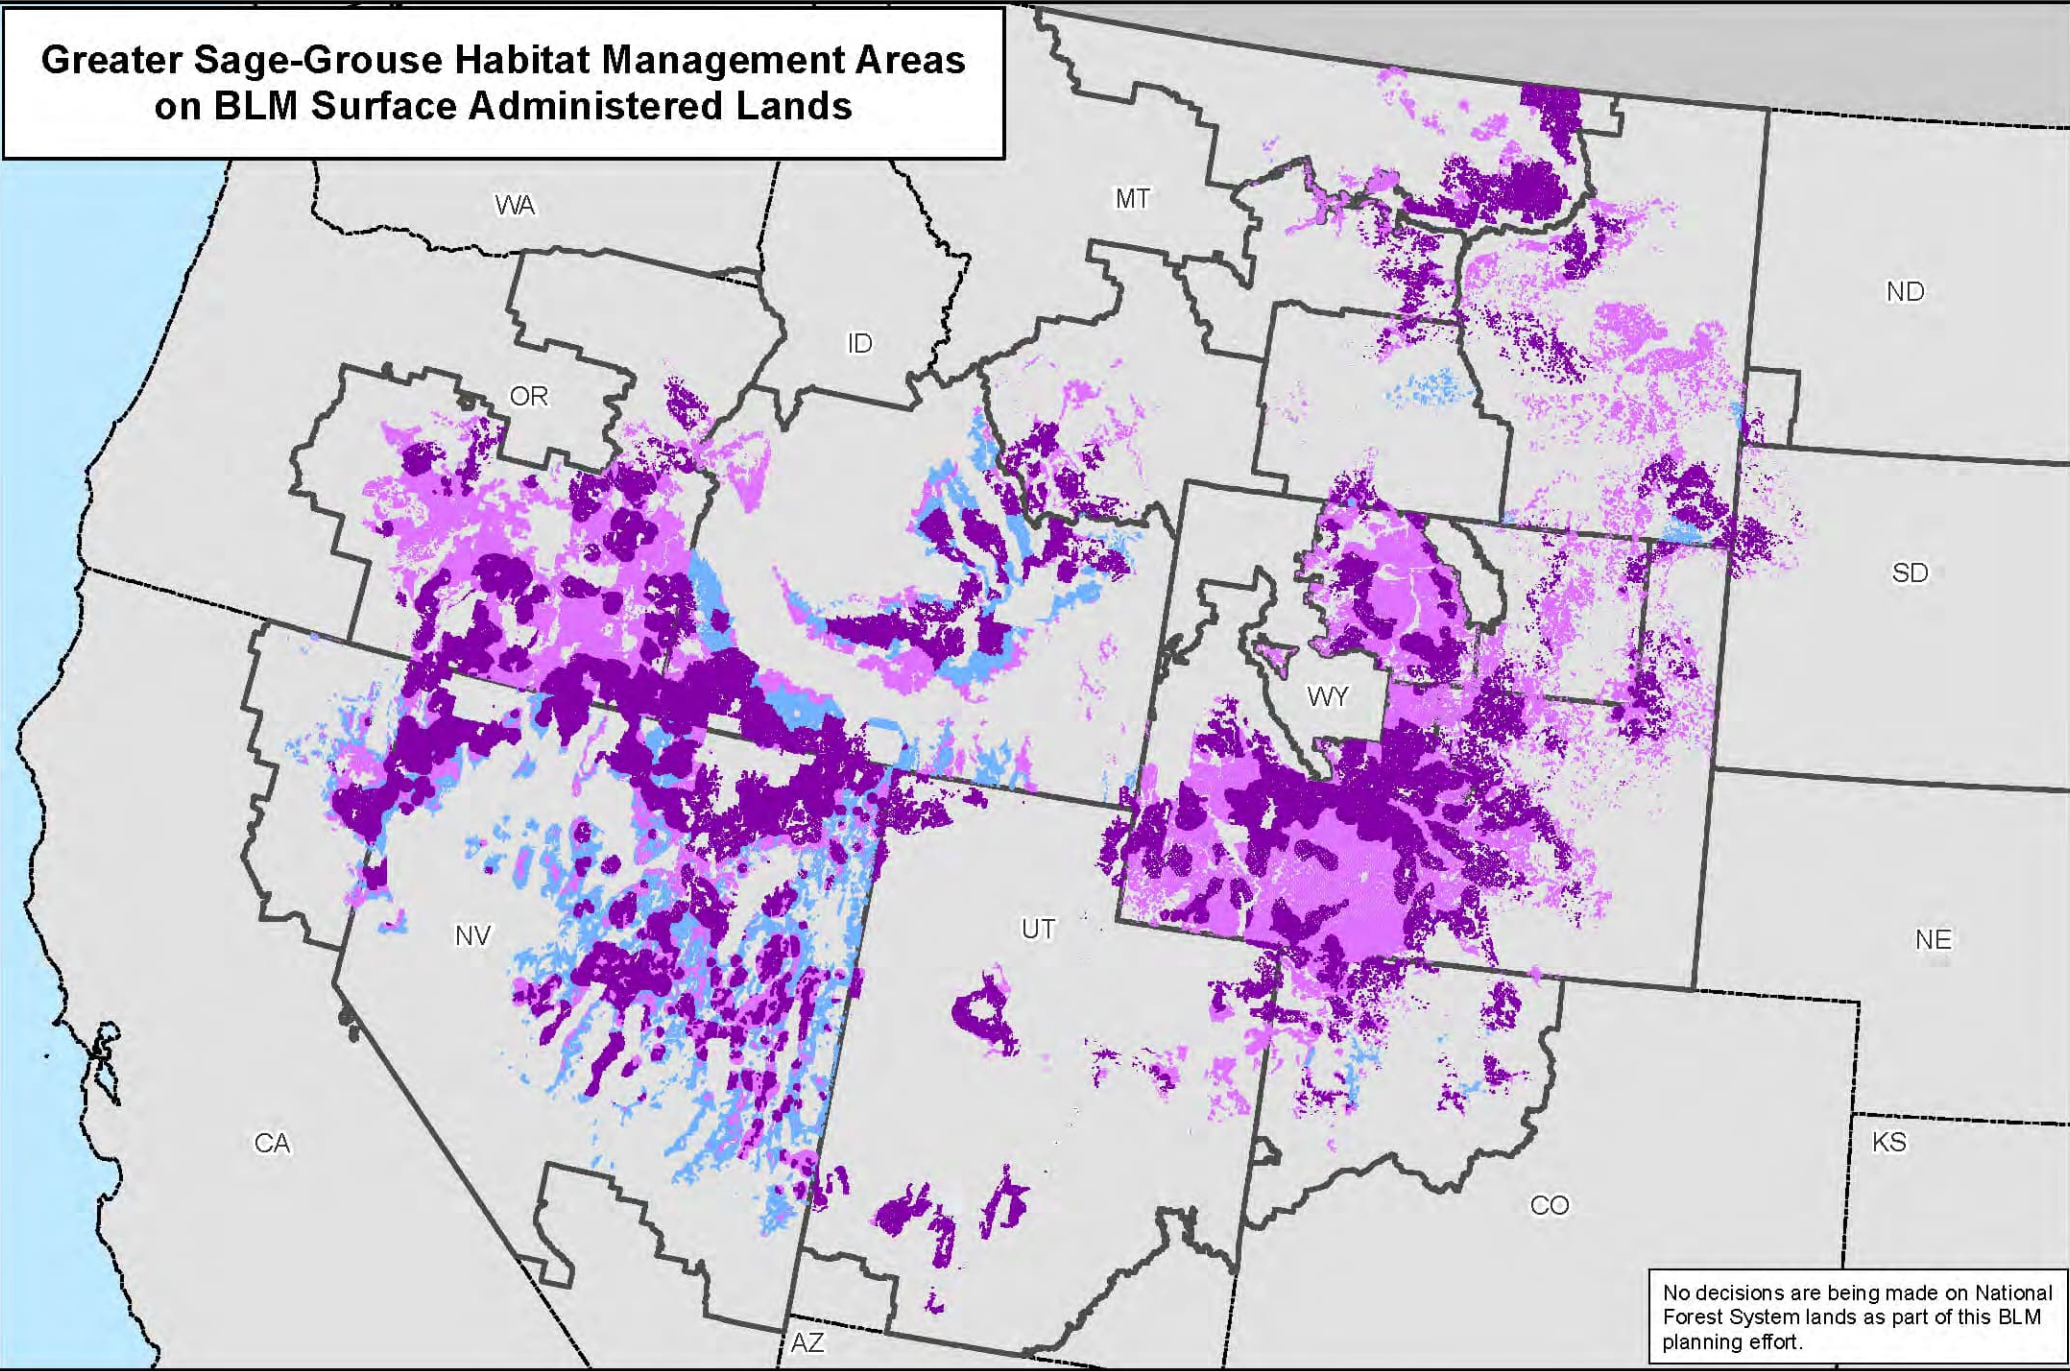 Greater Sage-Grouse Habitat Management Areas
on BLM Surface Administered Lands
WA
MT
ND
ID
OR
SD
WY
NV
UT
NE
CA
KS
CO
AZ
No decisions are being made on National
Forest System lands as part of this BLM
planning effort.